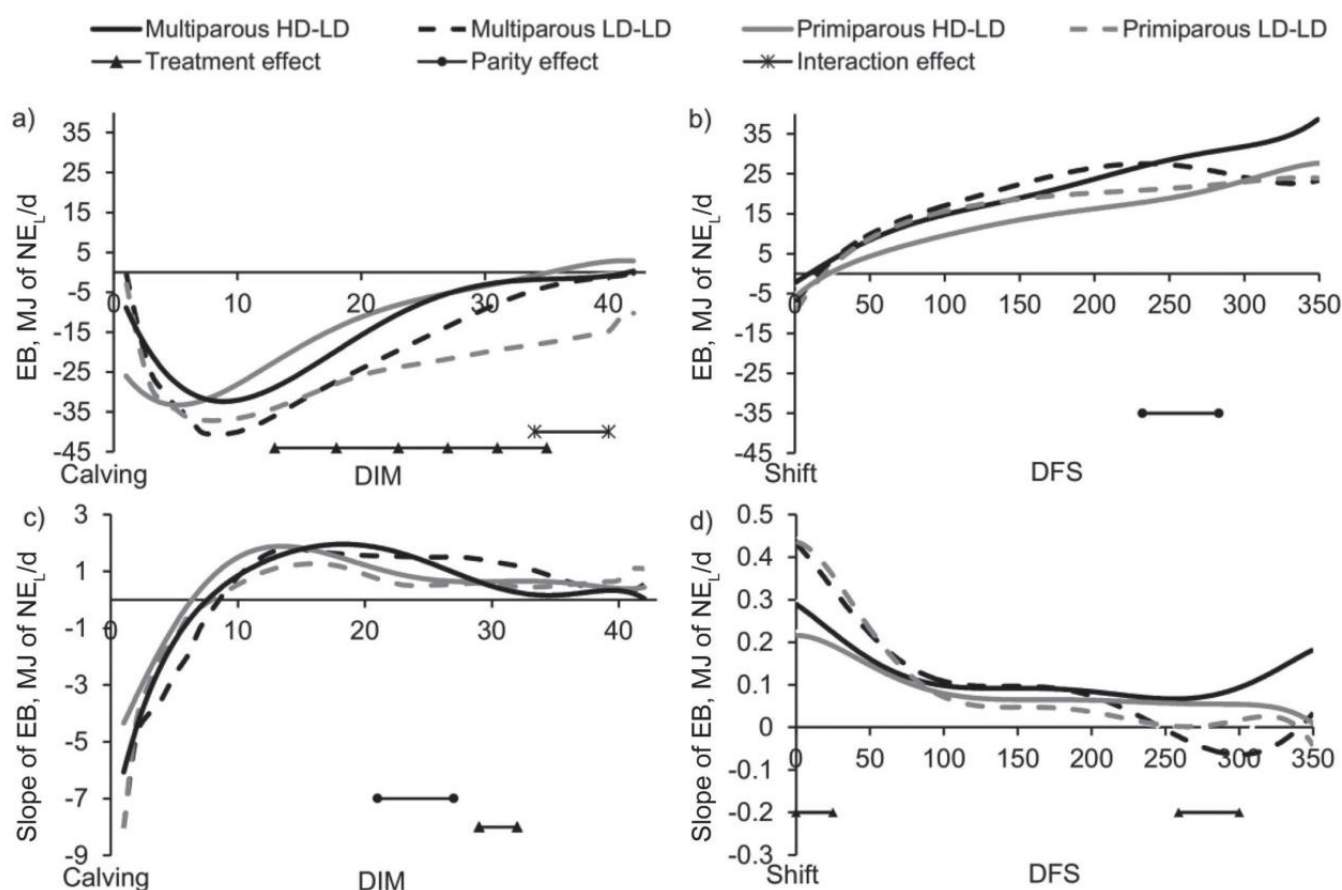 Multiparous HD-LD Multiparous LD-LD Primiparous HD-LD Primiparous LD-LD
Treatment effect Parity effect Interaction effect
a)
EB, MJ of NE_L/d
35
25
15
5
-5
-15
-25
-35
-45
0 10 20 30 40
Calving DIM
b)
EB, MJ of NE_L/d
35
25
15
5
-5
-15
-25
-35
-45
0 50 100 150 200 250 300 350
Shift DFS
c)
Slope of EB, MJ of NE_L/d
3
1
-1
-3
-5
-7
-9
0 10 20 30 40
Calving DIM
d)
Slope of EB, MJ of NE_L/d
0.5
0.4
0.3
0.2
0.1
0
-0.1
-0.2
-0.3
0 50 100 150 200 250 300 350
Shift DFS